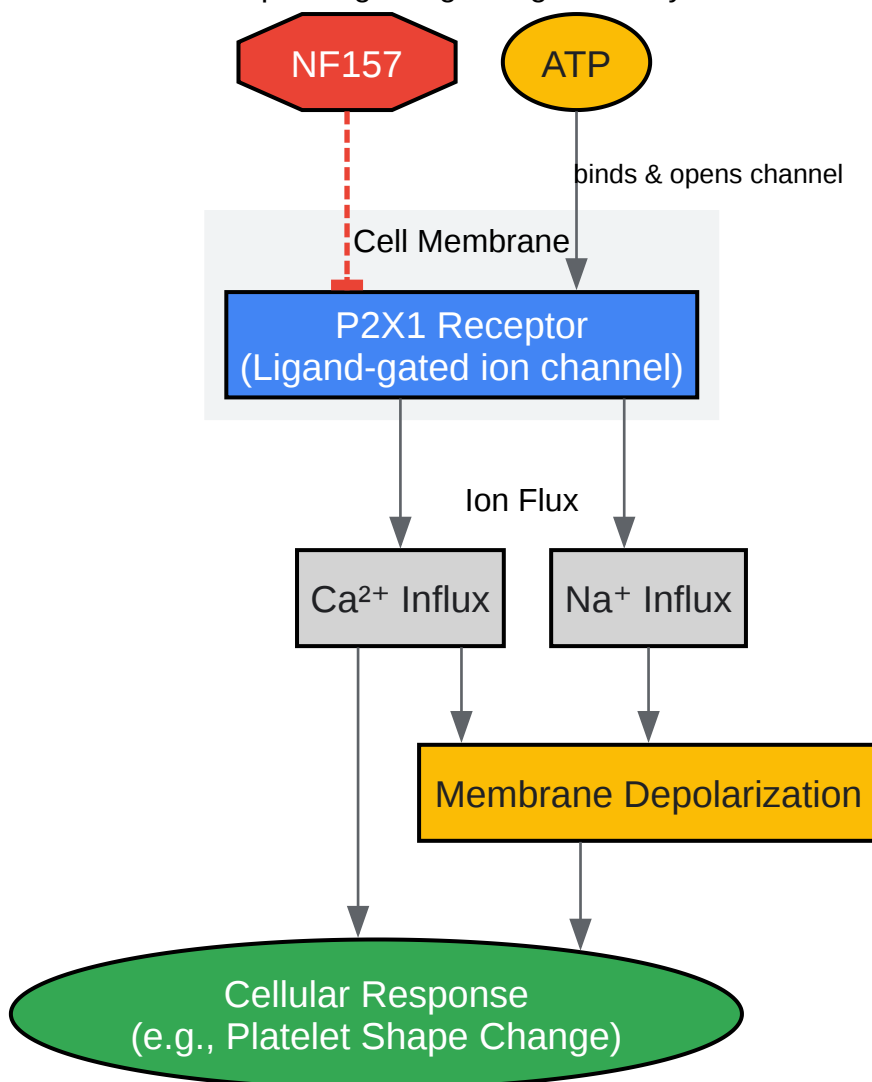 NF157
ATP
binds & opens channel
Cell Membrane
P2X1 Receptor
(Ligand-gated ion channel)
Ion Flux
Ca²⁺ Influx
Na⁺ Influx
Membrane Depolarization
Cellular Response
(e.g., Platelet Shape Change)